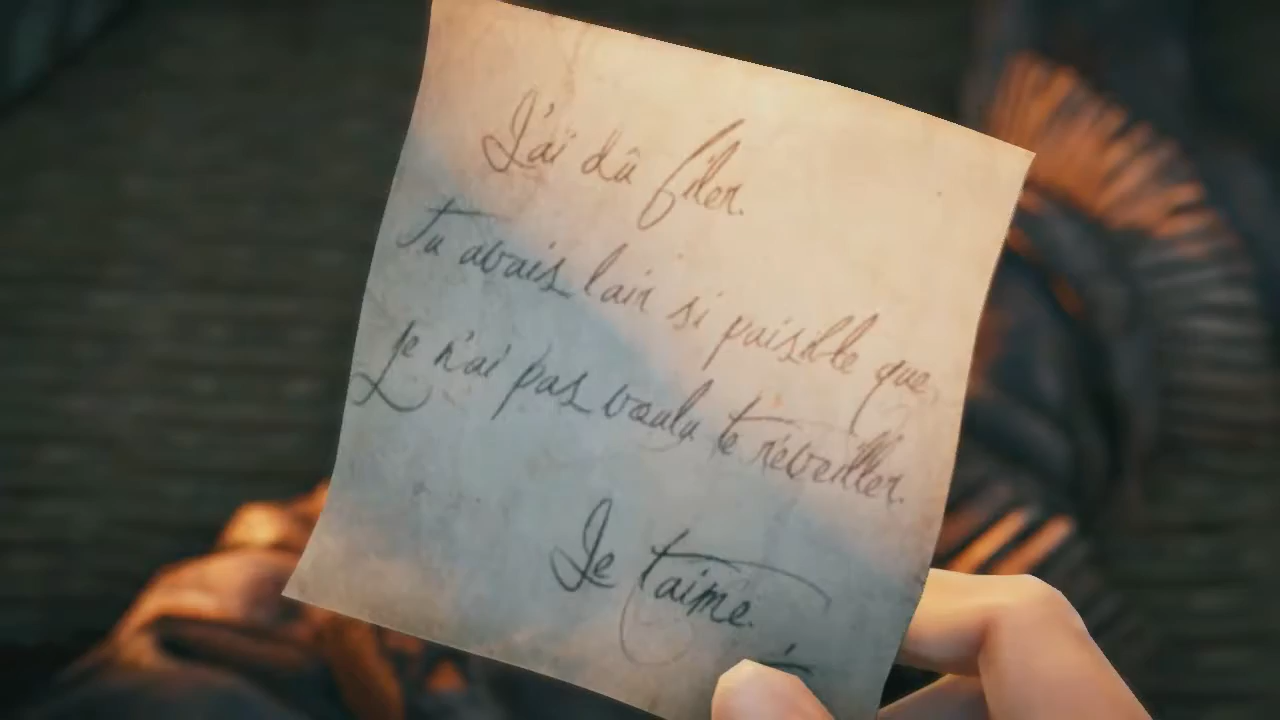 J'ai dû filer.
Tu avais l'air si paisible que
je n'ai pas voulu te réveiller.
Je t'aime.